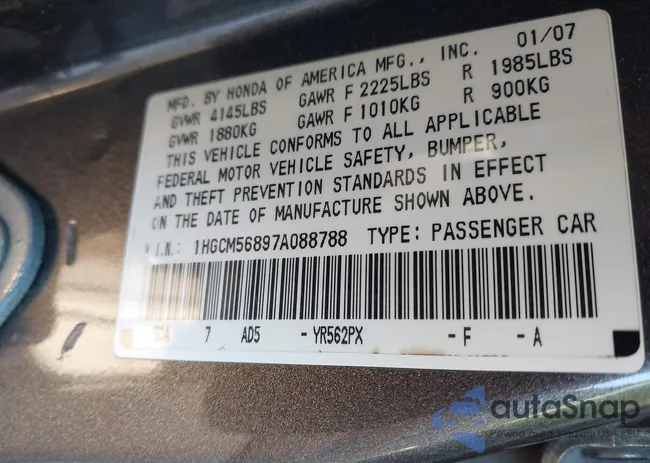 MFD. BY HONDA OF AMERICA MFG., INC. 01/07
GVWR 4145LBS GAWR F 2225LBS R 1985LBS
GVWR 1880KG GAWR F 1010KG R 900KG
THIS VEHICLE CONFORMS TO ALL APPLICABLE
FEDERAL MOTOR VEHICLE SAFETY, BUMPER,
AND THEFT PREVENTION STANDARDS IN EFFECT
ON THE DATE OF MANUFACTURE SHOWN ABOVE.
V.I.N.: 1HGCM56897A088788 TYPE: PASSENGER CAR
SDA 7 AD5 -YR562PX -F -A
autaSnap